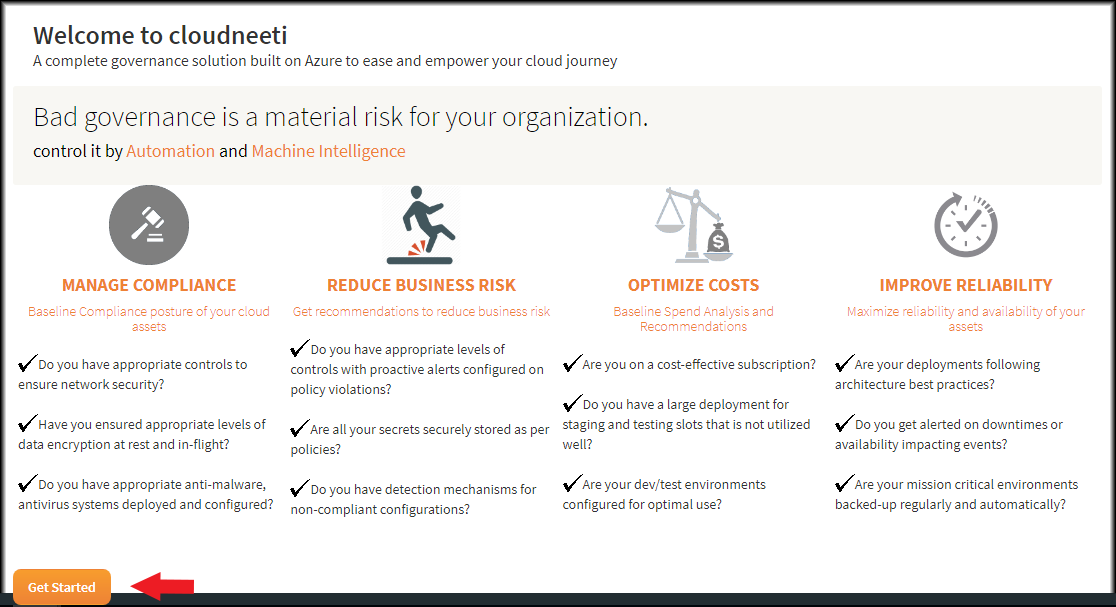 Welcome to cloudneeti
A complete governance solution built on Azure to ease and empower your cloud journey
Bad governance is a material risk for your organization.
control it by Automation and Machine Intelligence
$
MANAGE COMPLIANCE
Baseline Compliance posture of your cloud
assets
Do you have appropriate controls to
ensure network security?
Have you ensured appropriate levels of
data encryption at rest and in-flight?
Do you have appropriate anti-malware,
antivirus systems deployed and configured?
REDUCE BUSINESS RISK
Get recommendations to reduce business risk
Do you have appropriate levels of
controls with proactive alerts configured on
policy violations?
Are all your secrets securely stored as per
policies?
Do you have detection mechanisms for
non-compliant configurations?
OPTIMIZE COSTS
Baseline Spend Analysis and
Recommendations
Are you on a cost-effective subscription?
Do you have a large deployment for
staging and testing slots that is not utilized
well?
Are your dev/test environments
configured for optimal use?
IMPROVE RELIABILITY
Maximize reliability and availability of your
assets
Are your deployments following
architecture best practices?
Do you get alerted on downtimes or
availability impacting events?
Are your mission critical environments
backed-up regularly and automatically?
Get Started